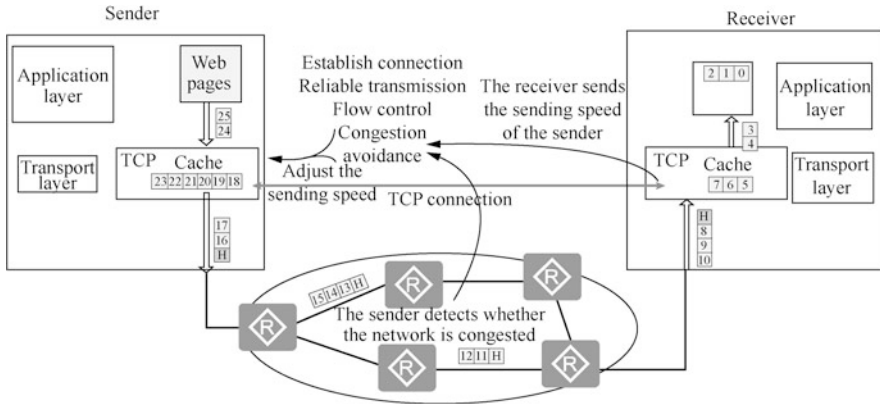 Sender
Receiver
Application
layer
Web
pages
25
24
TCP
Cache
23 22 21 20 19 18
Transport
layer
17
16
H
Establish connection
Reliable transmission
Flow control
Congestion
avoidance
Adjust the
sending speed
The receiver sends
the sending speed
of the sender
TCP connection
2 1 0
Application
layer
3
4
TCP
Cache
7 6 5
Transport
layer
H
8
9
10
R
15 14 13 H
R
R
The sender detects whether
the network is congested
12 11 H
R
R